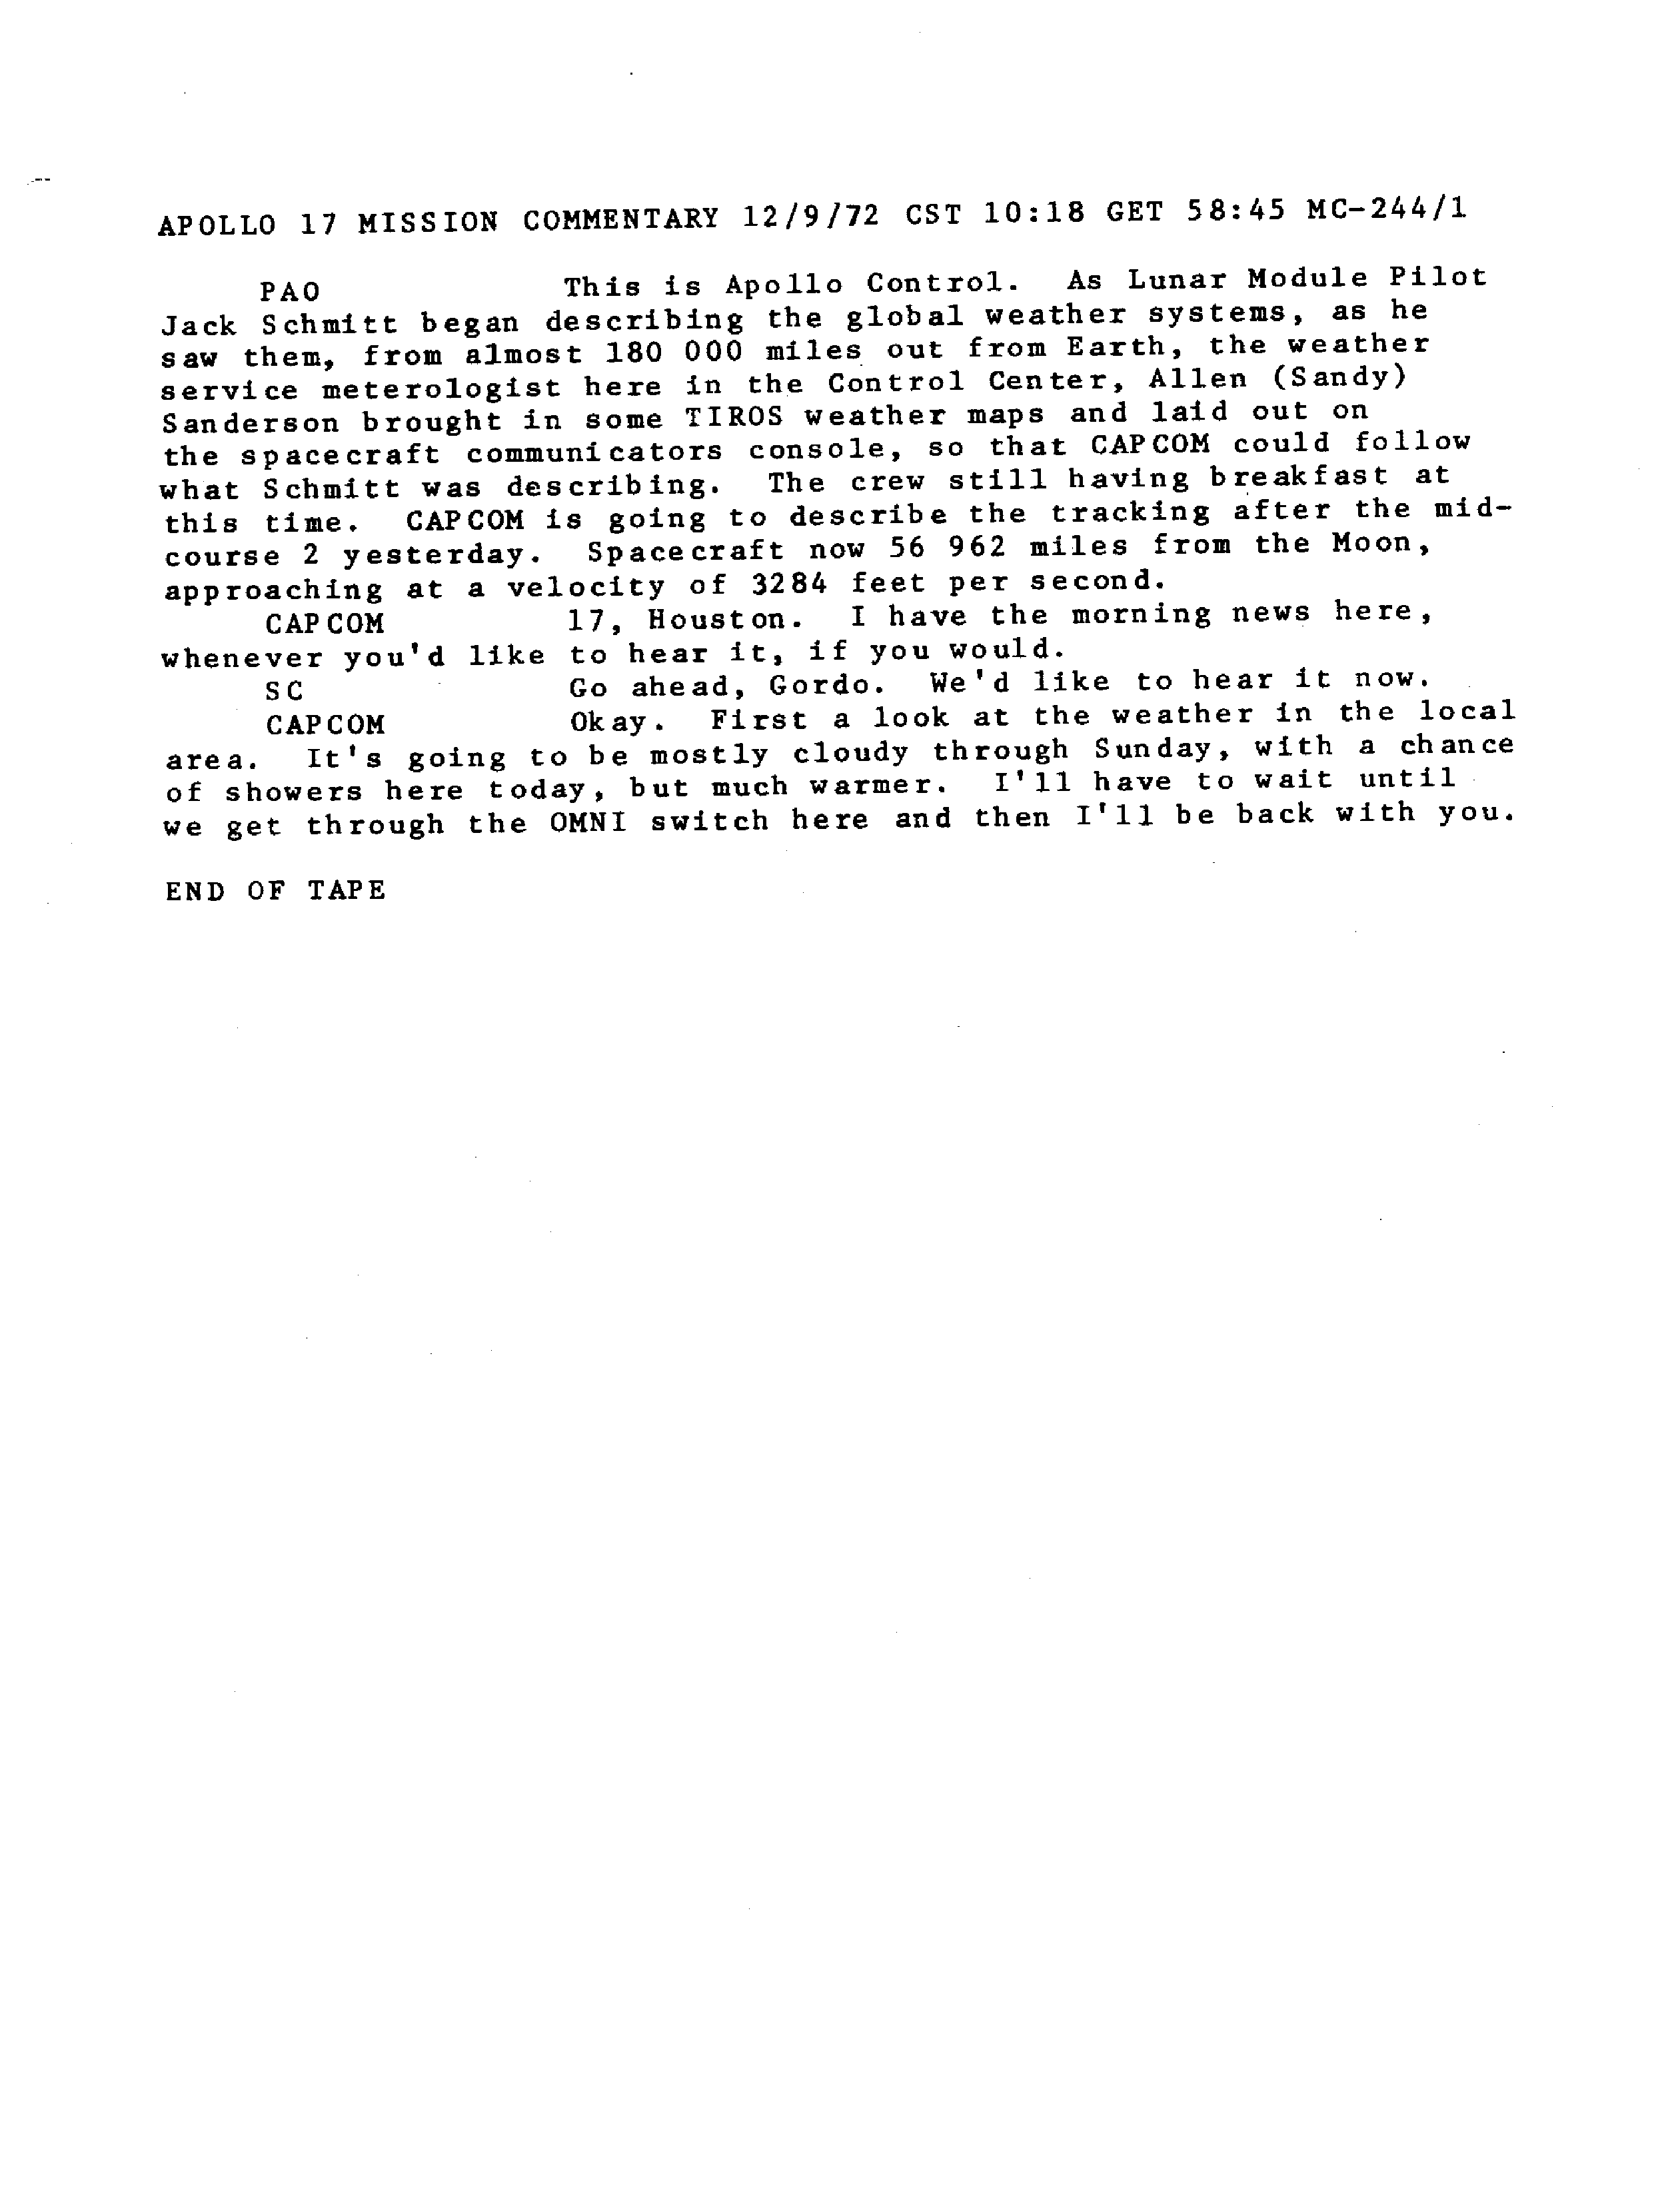 APOLLO 17 MISSION COMMENTARY 12/9/72 CST 10:18 GET 58:45 MC-244/1
PAO This is Apollo Control. As Lunar Module Pilot
Jack Schmitt began describing the global weather systems, as he
saw them, from almost 180 000 miles out from Earth, the weather
service meterologist here in the Control Center, Allen (Sandy)
Sanderson brought in some TIROS weather maps and laid out on
the spacecraft communicators console, so that CAPCOM could follow
what Schmitt was describing. The crew still having breakfast at
this time. CAPCOM is going to describe the tracking after the mid-
course 2 yesterday. Spacecraft now 56 962 miles from the Moon,
approaching at a velocity of 3284 feet per second.
CAPCOM 17, Houston. I have the morning news here,
whenever you'd like to hear it, if you would.
SC Go ahead, Gordo. We'd like to hear it now.
CAPCOM Okay. First a look at the weather in the local
area. It's going to be mostly cloudy through Sunday, with a chance
of showers here today, but much warmer. I'll have to wait until
we get through the OMNI switch here and then I'll be back with you.
END OF TAPE